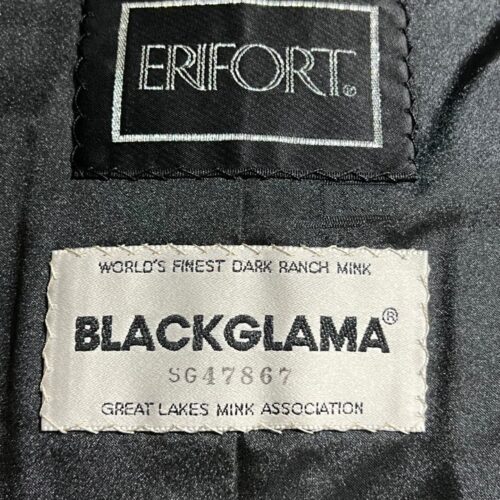 ERIFORT®
WORLD'S FINEST DARK RANCH MINK
BLACKGLAMA®
SG47867
GREAT LAKES MINK ASSOCIATION